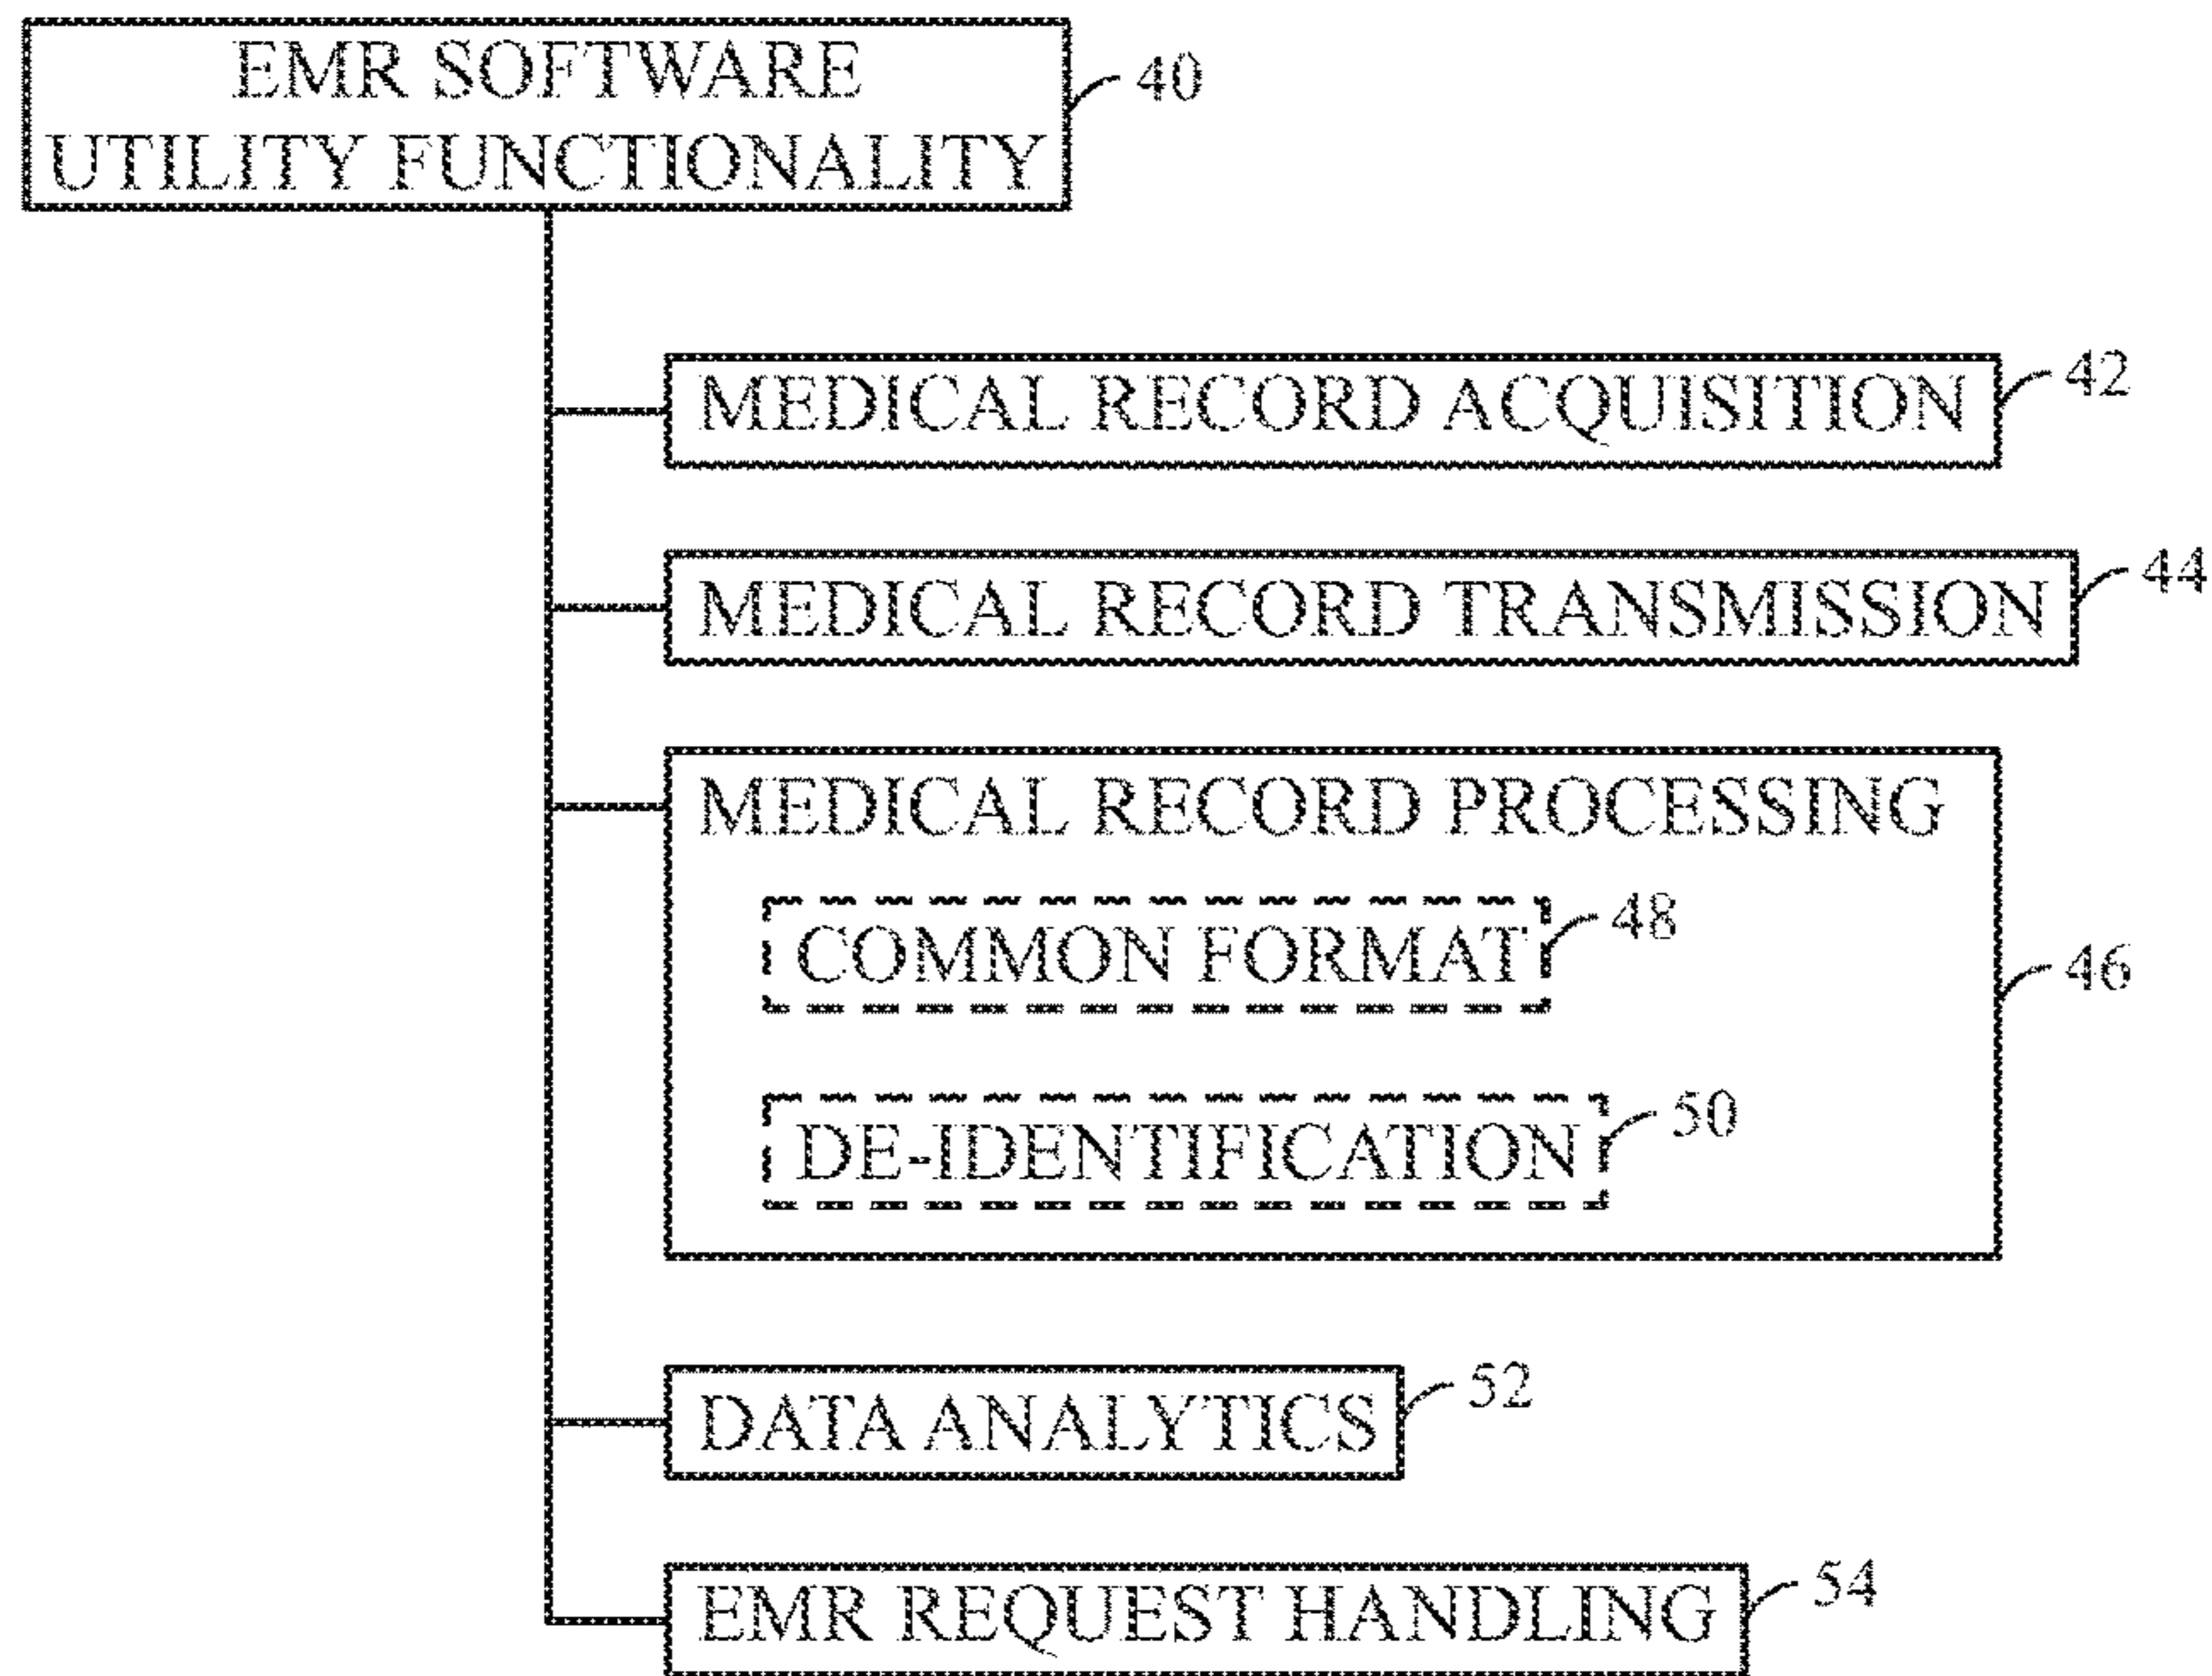 EMR SOFTWARE
UTILITY FUNCTIONALITY
40
MEDICAL RECORD ACQUISITION
42
MEDICAL RECORD TRANSMISSION
44
MEDICAL RECORD PROCESSING
COMMON FORMAT
48
46
DE-IDENTIFICATION
50
DATA ANALYTICS
52
EMR REQUEST HANDLING
54